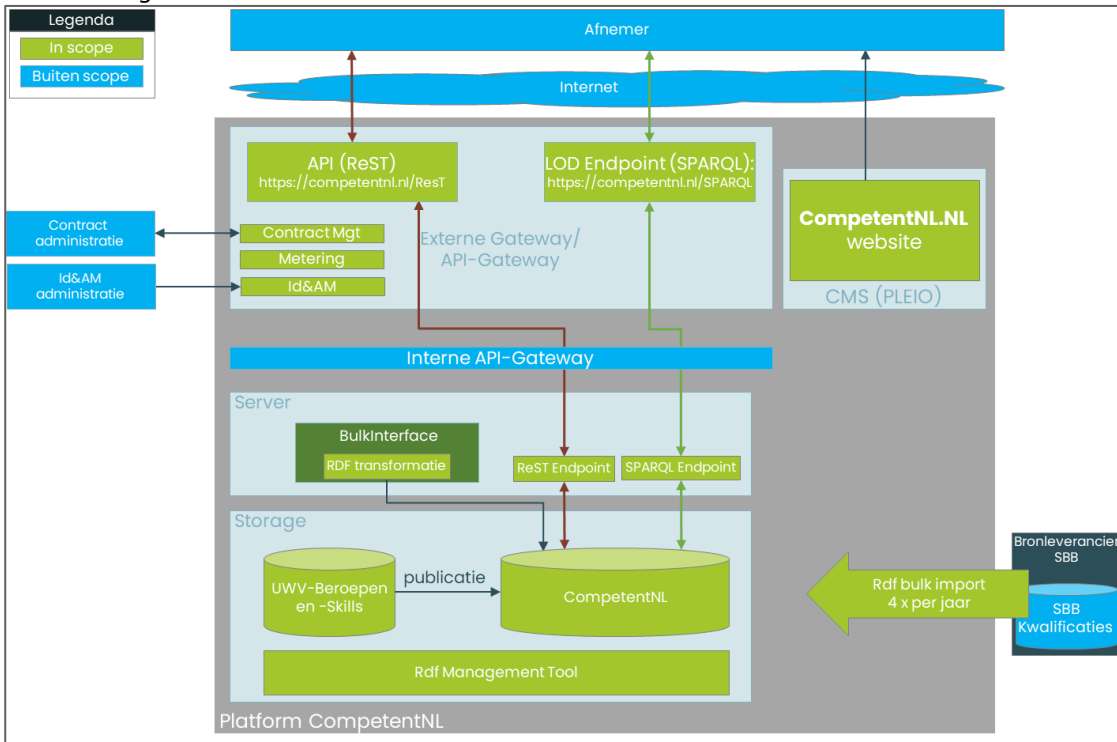 Legenda
In scope
Buiten scope
Afnemer
Internet
API (ReST)
https://competentnl.nl/ResT
LOD Endpoint (SPARQL):
https://competentnl.nl/SPARQL
CompetentNL.NL
website
CMS (PLEIO)
Contract
administratie
Id&AM
administratie
Contract Mgt
Metering
Id&AM
Externe Gateway/
API-Gateway
Interne API-Gateway
Server
BulkInterface
RDF transformatie
ReST Endpoint
SPARQL Endpoint
Storage
UWV-Beroepen
en -Skills
publicatie
CompetentNL
Rdf Management Tool
Platform CompetentNL
Rdf bulk import
4 x per jaar
Bronleverancier
SBB
SBB
Kwalificaties